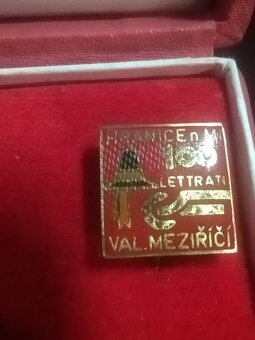 HRANICE n.M
100
LET TRATI
VAL.MEZIŘÍČÍ